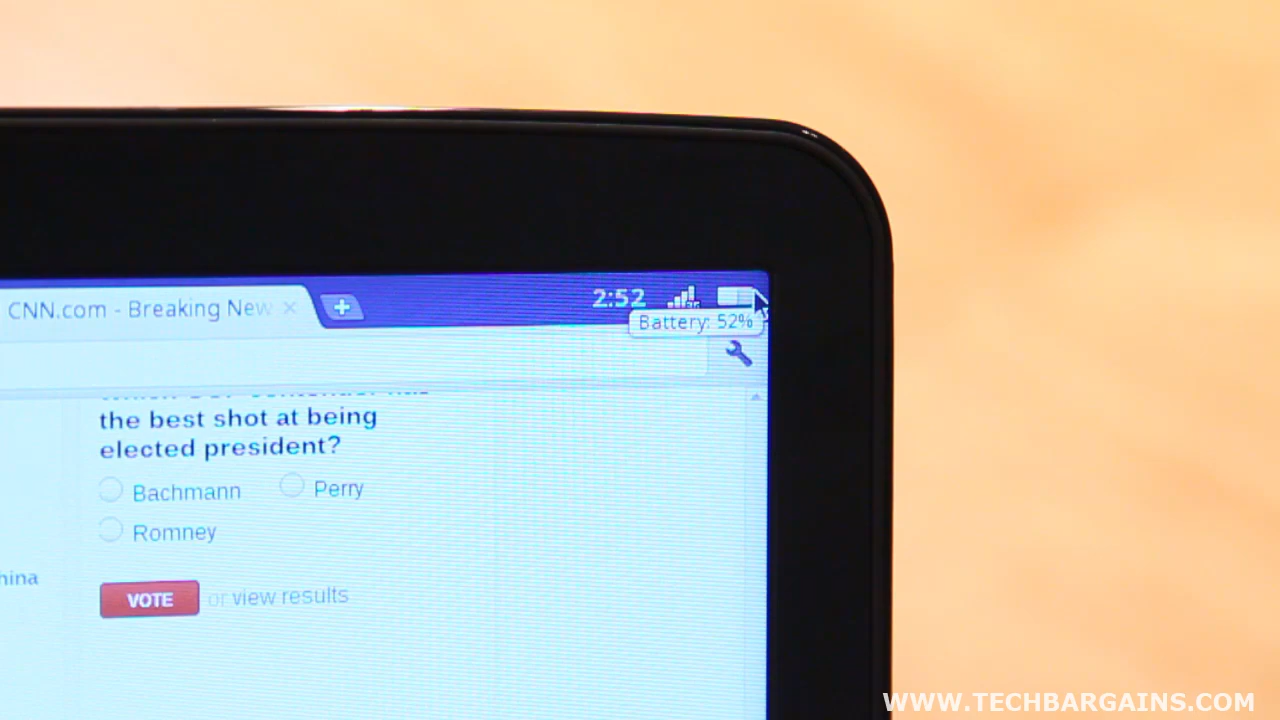 CNN.com - Breaking New
2:52
3G
Battery: 52%
the best shot at being
elected president?
Bachmann
Perry
Romney
hina
VOTE or view results
WWW.TECHBARGAINS.COM